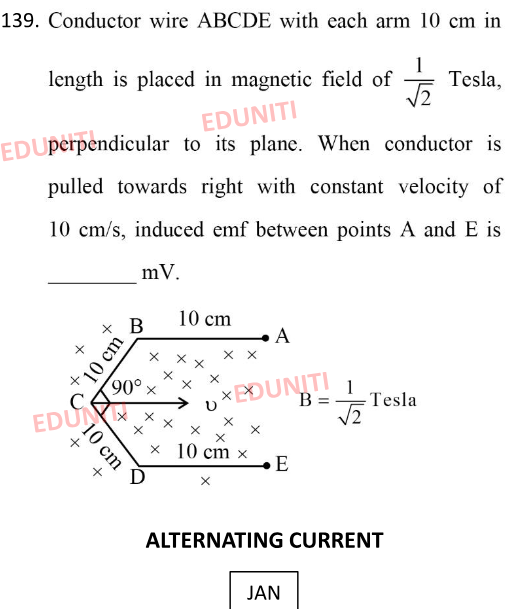 139. Conductor wire ABCDE with each arm 10 cm in
length is placed in magnetic field of 1/√2 Tesla,
EDUNITI
EDUNITI
perpendicular to its plane. When conductor is
pulled towards right with constant velocity of
10 cm/s, induced emf between points A and E is
________ mV.
B
10 cm
A
10 cm
90°
C
υ
EDUNITI
B = 1/√2 Tesla
EDUNITI
10 cm
10 cm
D
E
ALTERNATING CURRENT
JAN